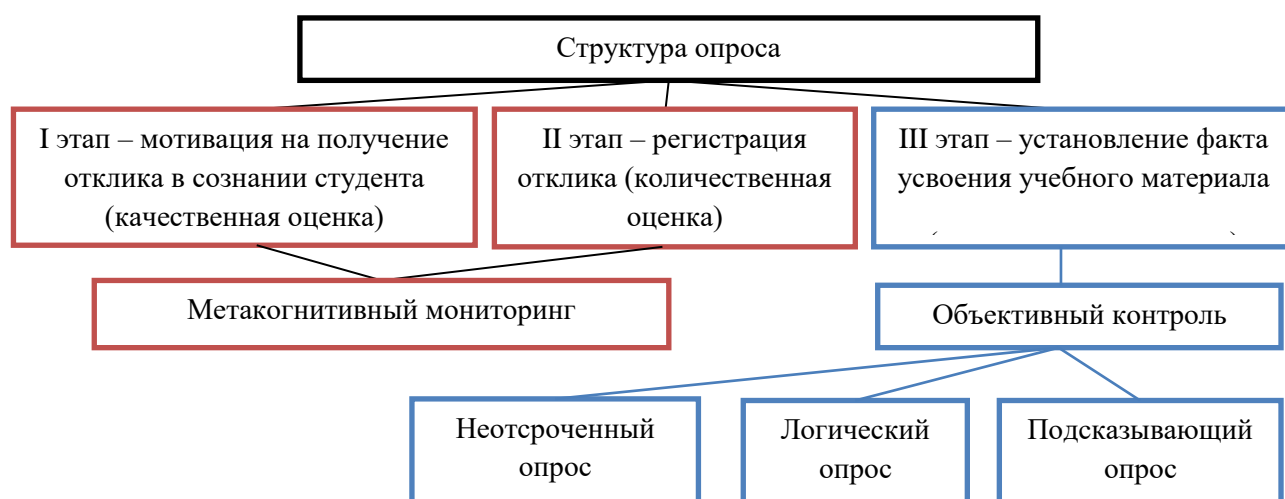 Структура опроса
I этап – мотивация на получение
отклика в сознании студента
(качественная оценка)
II этап – регистрация
отклика (количественная
оценка)
III этап – установление факта
усвоения учебного материала
Метакогнитивный мониторинг
Объективный контроль
Неотсроченный
опрос
Логический
опрос
Подсказывающий
опрос